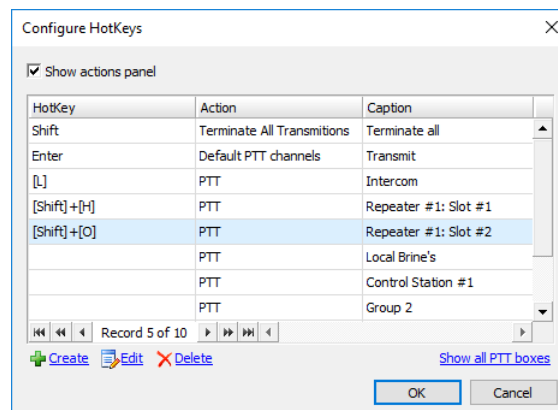 Configure HotKeys
Show actions panel
HotKey Action Caption
Shift Terminate All Transmitions Terminate all
Enter Default PTT channels Transmit
[L] PTT Intercom
[Shift]+[H] PTT Repeater #1: Slot #1
[Shift]+[O] PTT Repeater #1: Slot #2
PTT Local Brine's
PTT Control Station #1
PTT Group 2
Record 5 of 10
Create Edit Delete Show all PTT boxes
OK Cancel